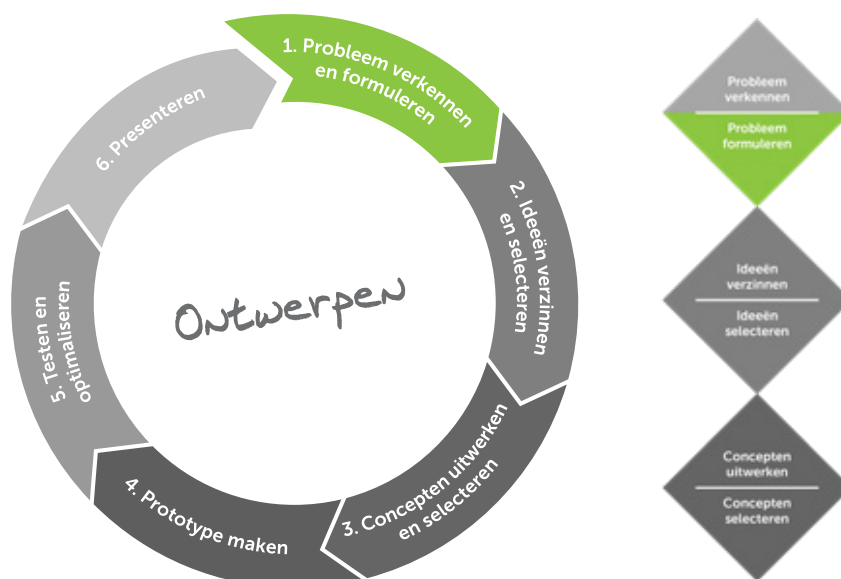 1. Probleem verkennen
en formuleren
2. Ideeën verzinnen
en selecteren
3. Concepten uitwerken
en selecteren
4. Prototype maken
5. Testen en
optimaliseren
6. Presenteren
Ontwerpen
Probleem
verkennen
Probleem
formuleren
Ideeën
verzinnen
Ideeën
selecteren
Concepten
uitwerken
Concepten
selecteren